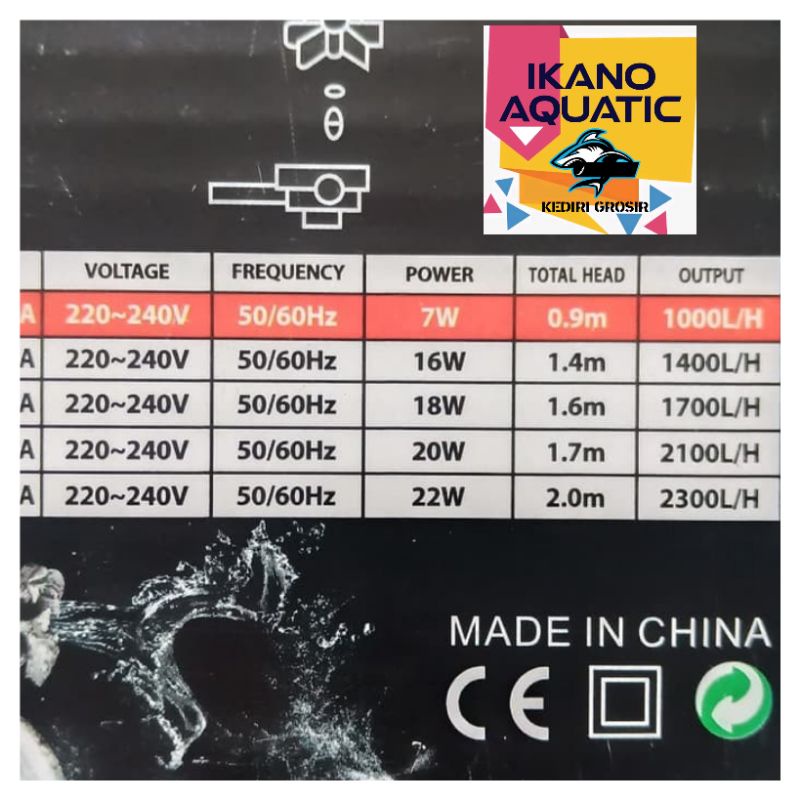 IKANO
AQUATIC
KEDIRI GROSIR
VOLTAGE FREQUENCY POWER TOTAL HEAD OUTPUT
A 220~240V 50/60Hz 7W 0.9m 1000L/H
A 220~240V 50/60Hz 16W 1.4m 1400L/H
A 220~240V 50/60Hz 18W 1.6m 1700L/H
A 220~240V 50/60Hz 20W 1.7m 2100L/H
A 220~240V 50/60Hz 22W 2.0m 2300L/H
MADE IN CHINA
CE